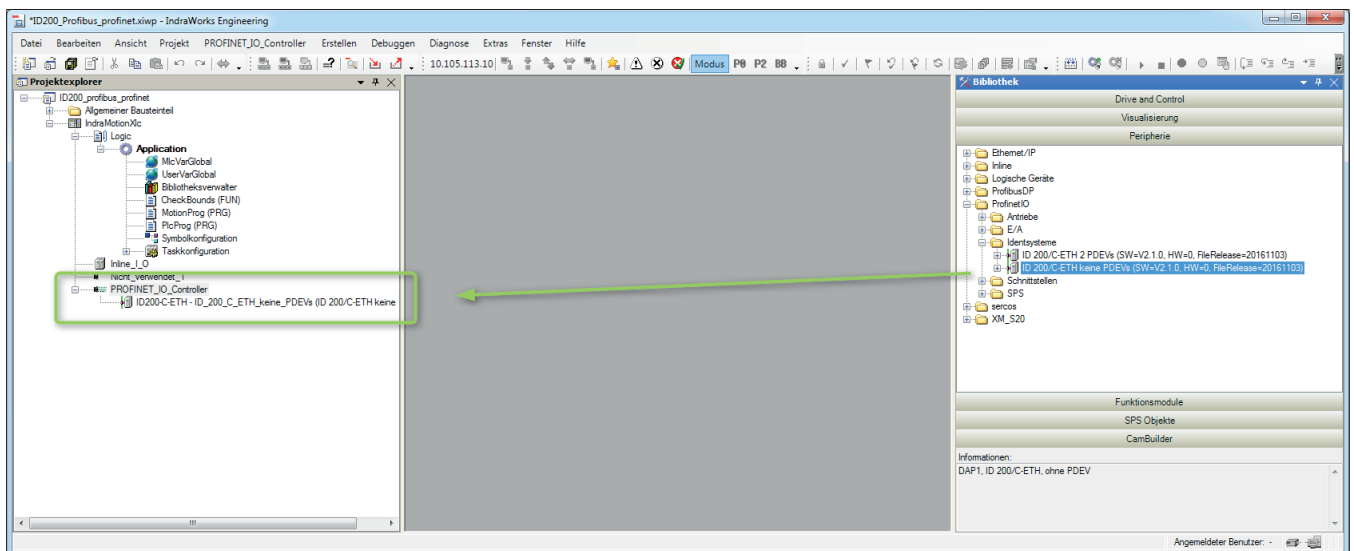 *ID200_Profibus_profinet.xiwp - IndraWorks Engineering
Datei Bearbeiten Ansicht Projekt PROFINET_IO_Controller Erstellen Debuggen Diagnose Extras Fenster Hilfe
10.105.113.10 Modus P0 P2 BB
Projektexplorer
ID200_profibus_profinet
Allgemeiner Bausteinteil
IndraMotionXlc
Logic
Application
MlcVarGlobal
UserVarGlobal
Bibliotheksverwalter
CheckBounds (FUN)
MotionProg (PRG)
PlcProg (PRG)
Symbolkonfiguration
Taskkonfiguration
Inline_I_O
Nicht_verwendet_1
PROFINET_IO_Controller
ID200-C-ETH - ID_200_C_ETH_keine_PDEVs (ID 200/C-ETH keine
Bibliothek
Drive and Control
Visualisierung
Peripherie
Ethernet/IP
Inline
Logische Geräte
ProfibusDP
ProfinetIO
Antriebe
E/A
Identsysteme
ID 200/C-ETH 2 PDEVs (SW=V2.1.0, HW=0, FileRelease=20161103)
ID 200/C-ETH keine PDEVs (SW=V2.1.0, HW=0, FileRelease=20161103)
Schnittstellen
SPS
sercos
XM_S20
Funktionsmodule
SPS Objekte
CamBuilder
Informationen:
DAP1, ID 200/C-ETH, ohne PDEV
Angemeldeter Benutzer: -